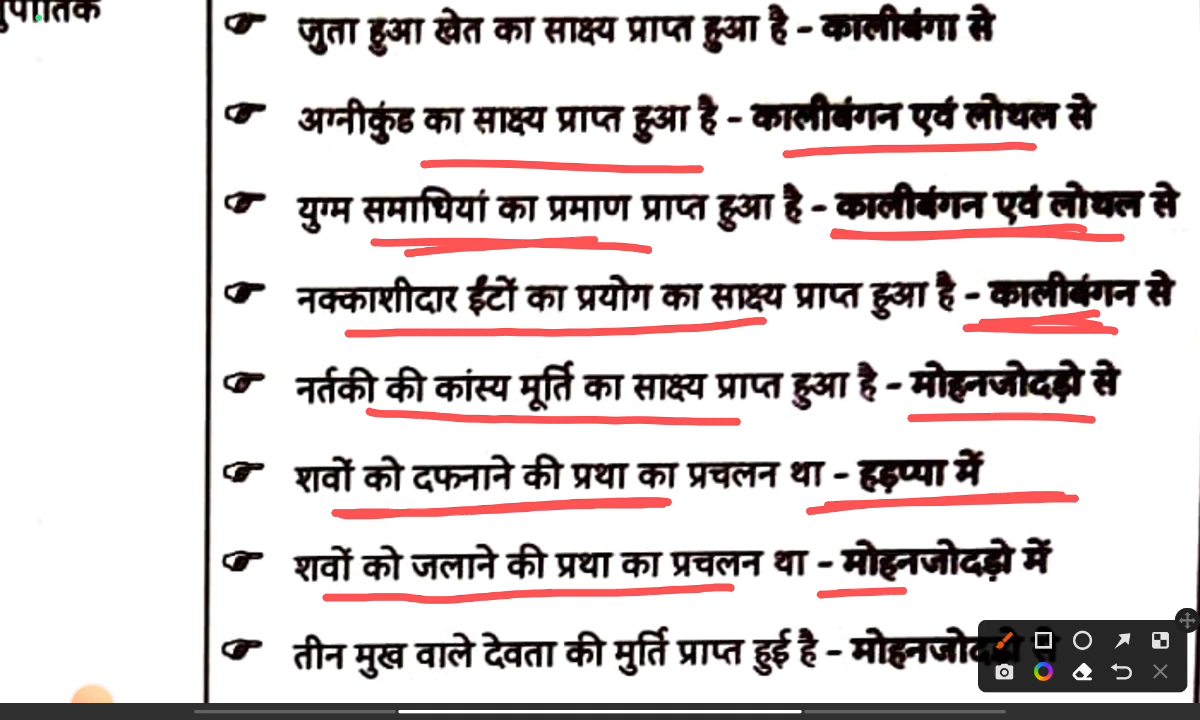 जुता हुआ खेत का साक्ष्य प्राप्त हुआ है - कालीबंगा से
अग्नीकुंड का साक्ष्य प्राप्त हुआ है - कालीबंगन एवं लोथल से
युग्म समाधियां का प्रमाण प्राप्त हुआ है - कालीबंगन एवं लोथल से
नक्काशीदार ईंटों का प्रयोग का साक्ष्य प्राप्त हुआ है - कालीबंगन से
नर्तकी की कांस्य मूर्ति का साक्ष्य प्राप्त हुआ है - मोहनजोदड़ो से
शवों को दफनाने की प्रथा का प्रचलन था - हड़प्पा में
शवों को जलाने की प्रथा का प्रचलन था - मोहनजोदड़ो में
तीन मुख वाले देवता की मुर्ति प्राप्त हुई है - मोहनजोदड़ो से